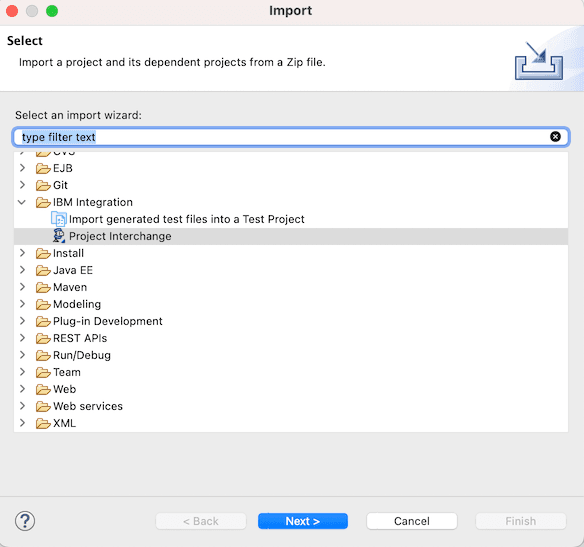 Import
Select
Import a project and its dependent projects from a Zip file.
Select an import wizard:
type filter text
CVS
EJB
Git
IBM Integration
Import generated test files into a Test Project
Project Interchange
Install
Java EE
Maven
Modeling
Plug-in Development
REST APIs
Run/Debug
Team
Web
Web services
XML
?
< Back
Next >
Cancel
Finish